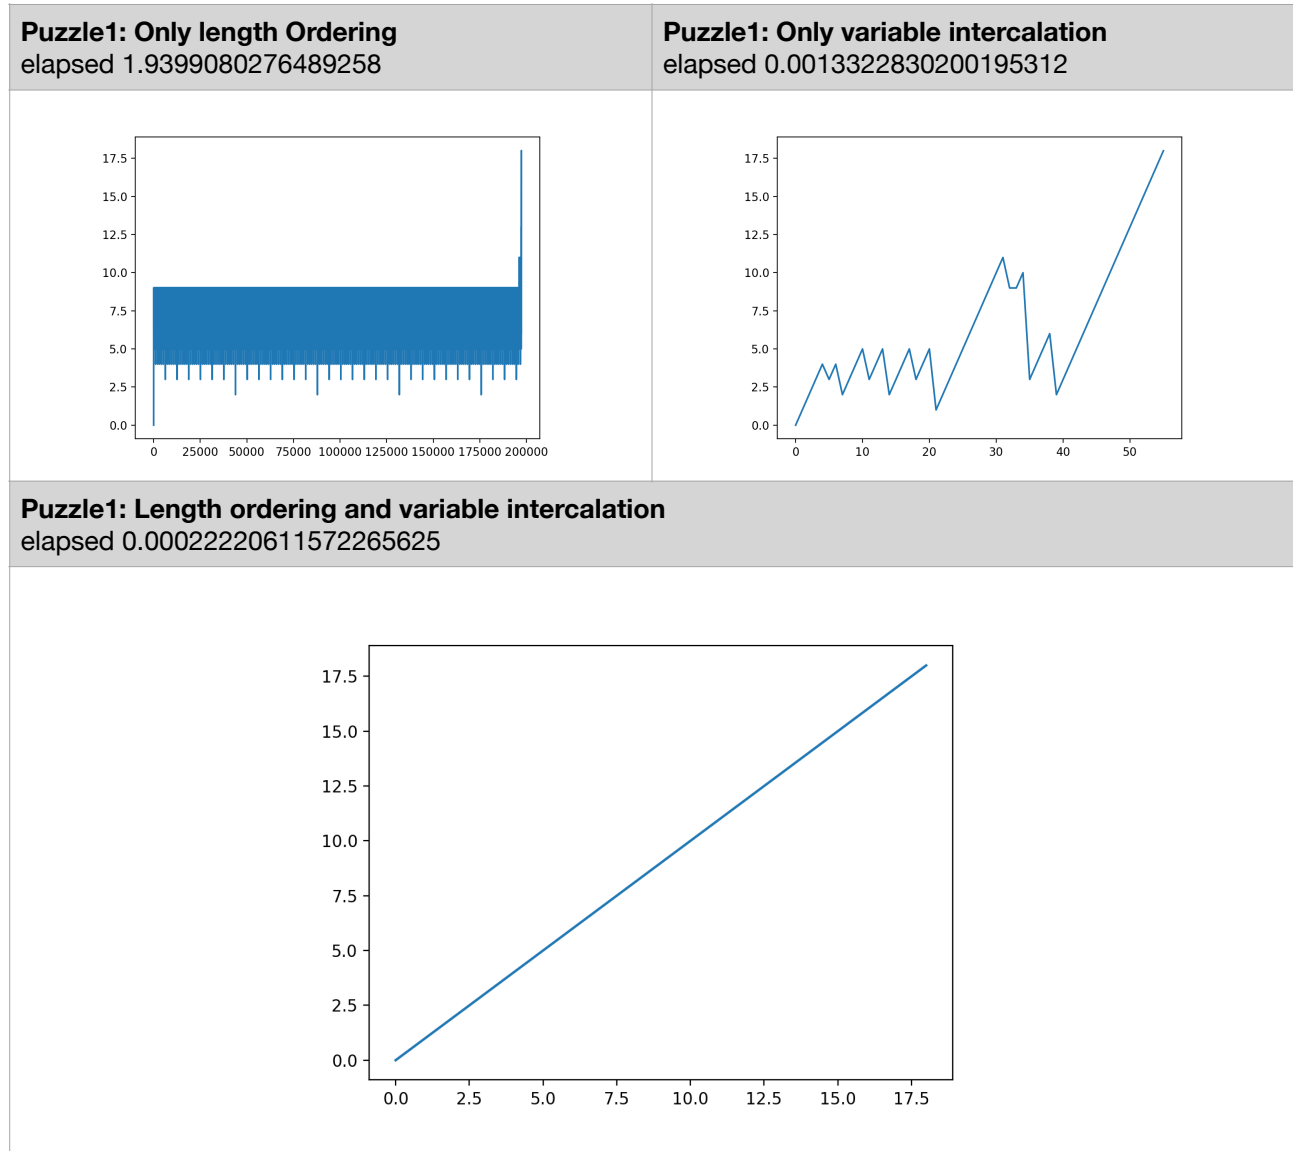 Puzzle1: Only length Ordering
elapsed 1.9399080276489258
Puzzle1: Only variable intercalation
elapsed 0.0013322830200195312
17.5
15.0
12.5
10.0
7.5
5.0
2.5
0.0
0 25000 50000 75000 100000 125000 150000 175000 200000
17.5
15.0
12.5
10.0
7.5
5.0
2.5
0.0
0 10 20 30 40 50
Puzzle1: Length ordering and variable intercalation
elapsed 0.00022220611572265625
17.5
15.0
12.5
10.0
7.5
5.0
2.5
0.0
0.0 2.5 5.0 7.5 10.0 12.5 15.0 17.5